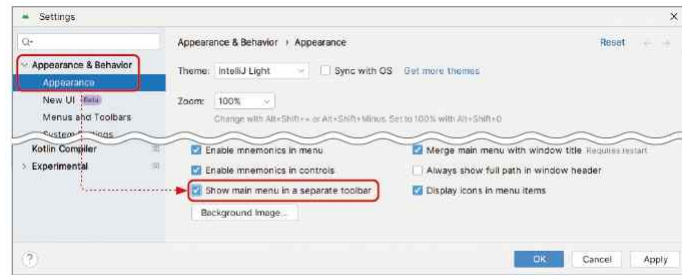 Settings
Appearance & Behavior
Appearance
New UI Beta
Menus and Toolbars
System Settings
Kotlin Compiler
Experimental
Appearance & Behavior › Appearance
Reset
Theme: IntelliJ Light
Sync with OS
Get more themes
Zoom: 100%
Change with Alt+Shift+= or Alt+Shift+Minus. Set to 100% with Alt+Shift+0
Enable mnemonics in menu
Merge main menu with window title Requires restart
Enable mnemonics in controls
Always show full path in window header
Show main menu in a separate toolbar
Display icons in menu items
Background Image...
?
OK
Cancel
Apply